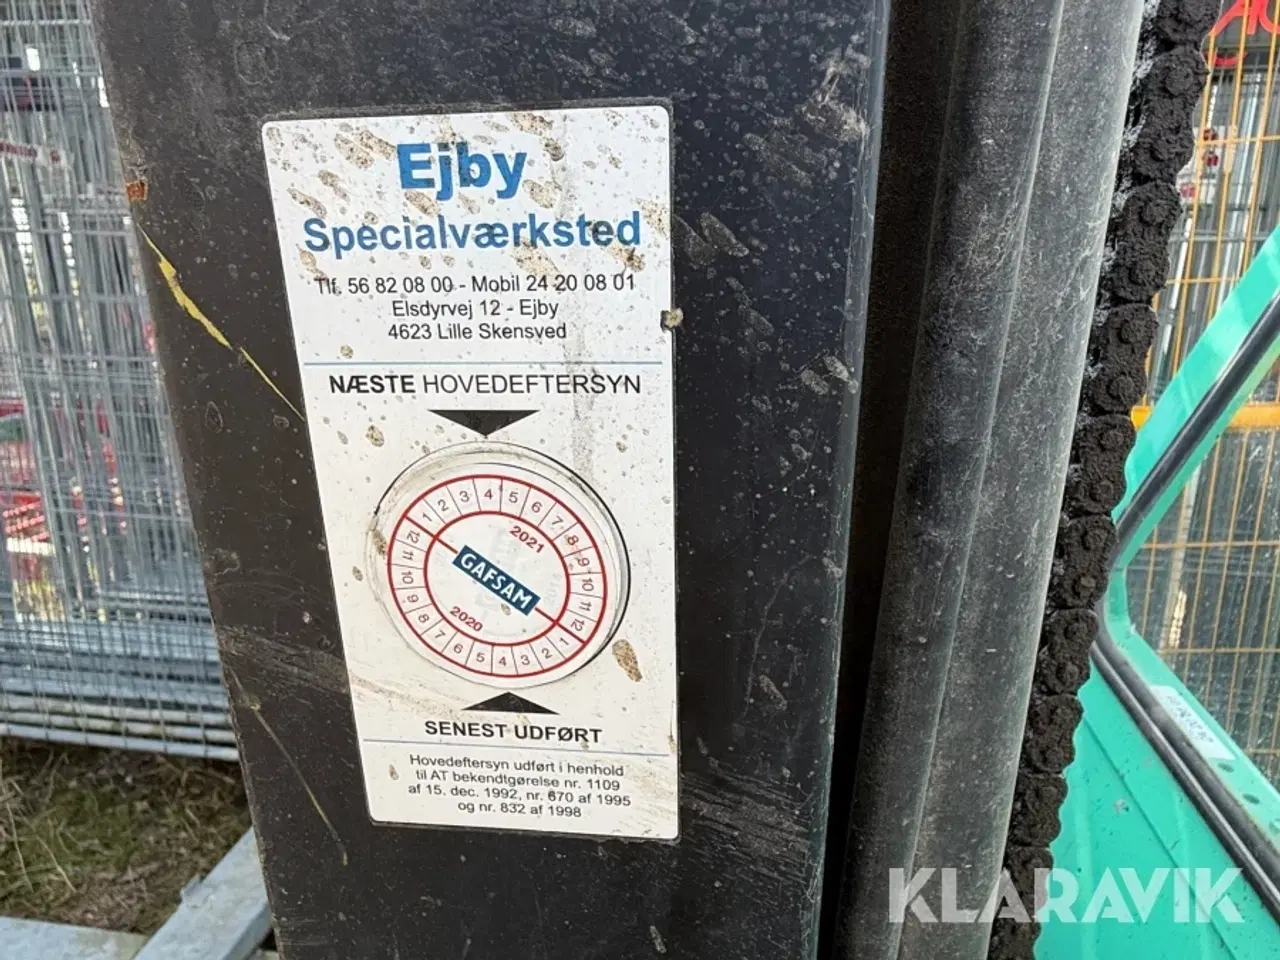 Ejby
Specialværksted
Tlf. 56 82 08 00 - Mobil 24 20 08 01
Elsdyrvej 12 - Ejby
4623 Lille Skensved
NÆSTE HOVEDEFTERSYN
1 2 3 4 5 6 7 8 9 10 11 12
2021
GAFSAM
2020
1 2 3 4 5 6 7 8 9 10 11 12
SENEST UDFØRT
Hovedeftersyn udført i henhold
til AT bekendtgørelse nr. 1109
af 15. dec. 1992, nr. 670 af 1995
og nr. 832 af 1998
KLARAVIK